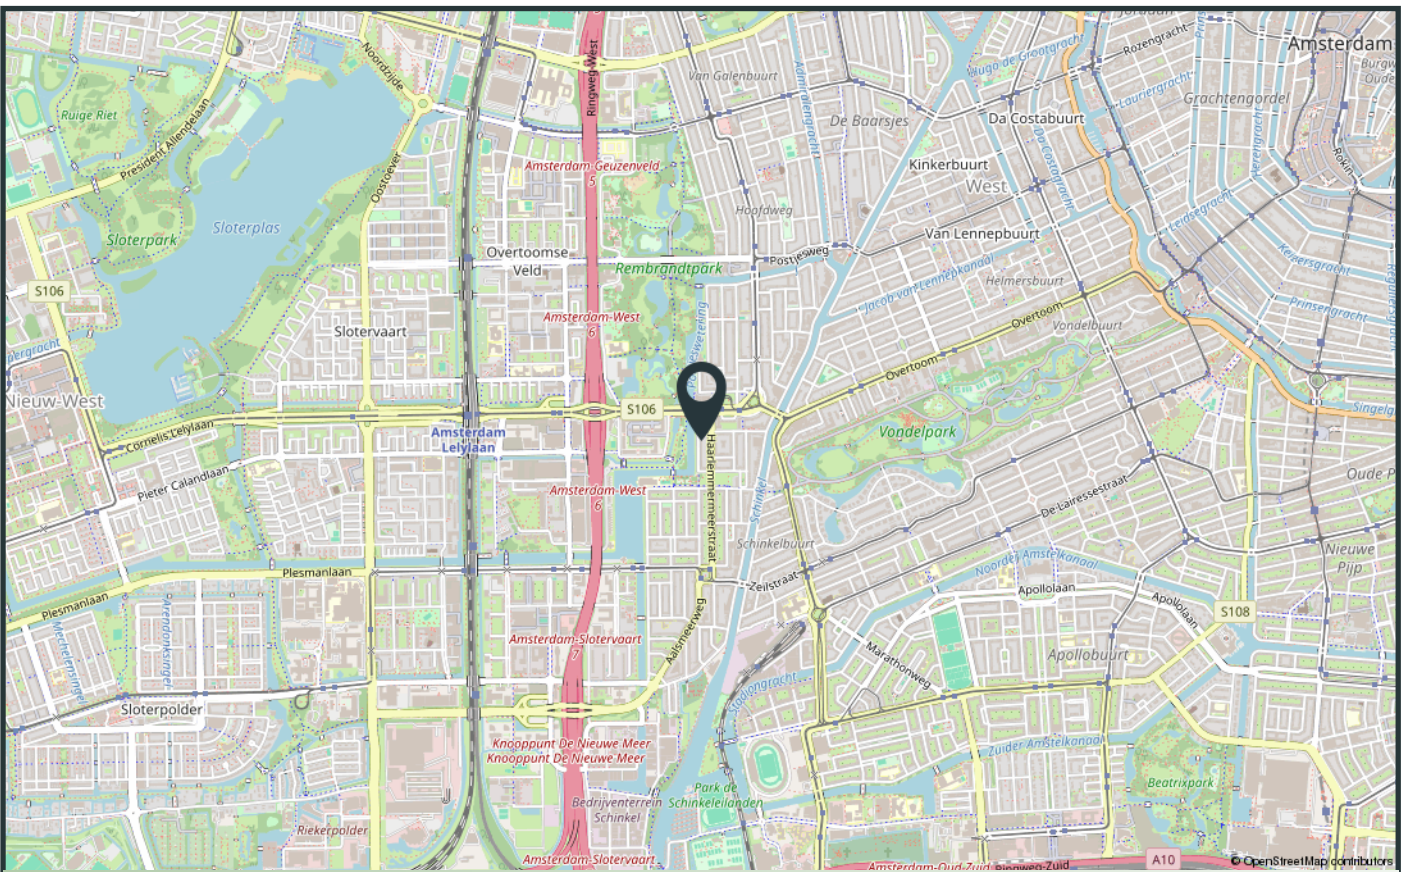 Jordaan
Rozengracht
Amsterdam
Noordzijde
Hugo de Grootgracht
Ringweg-West
Van Galenbuurt
Admiralengracht
Lauriergracht
Grachtengordel
Ruige Riet
President Allendelaan
De Baarsjes
Da Costabuurt
Da Costagracht
Rokin
Oostoever
Amsterdam-Geuzenveld
5
Kinkerbuurt
West
Hoofdweg
Leidsegracht
Sloterpark
Sloterplas
Overtoomse
Veld
Van Lennepbuurt
Postjesweg
Keizersgracht
Rembrandtpark
Jacob van Lennepkanaal
Helmersbuurt
S106
Prinsengracht
Amsterdam-West
6
Overtoom
Vondelbuurt
Slotervaart
Overtoom
Nieuw-West
S106
Cornelis Lelylaan
Amsterdam
Lelylaan
Vondelpark
Haarlemmermeerstraat
Pieter Calandlaan
Amsterdam-West
6
Schinkel
De Lairessestraat
Schinkelbuurt
Noorder Amstelkanaal
Nieuwe
Pijp
Plesmanlaan
Zeilstraat
Apollolaan
Apollolaan
Plesmanlaan
S108
Arendonksingel
Mechelensingel
Aalsmeerweg
Amsterdam-Slotervaart
7
Marathonweg
Apollobuurt
Stadiongracht
Sloterpolder
Knooppunt De Nieuwe Meer
Knooppunt De Nieuwe Meer
Zuider Amstelkanaal
Beatrixpark
Park de
Schinkeleilanden
Bedrijventerrein
Schinkel
Riekerpolder
Amsterdam-Slotervaart
Amsterdam-Oud-Zuid
Ringweg-Zuid
A10
© OpenStreetMap contributors